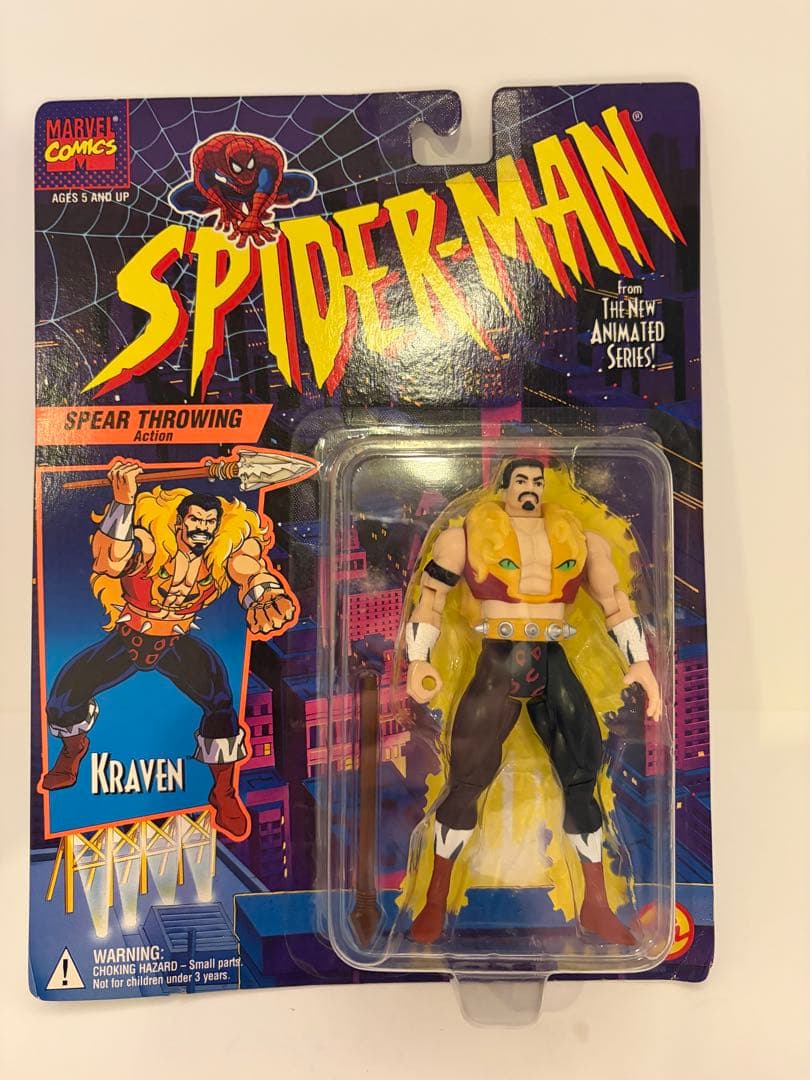 MARVEL®
COMICS
M
AGES 5 AND UP
SPIDER-MAN®
From
THE NEW
ANIMATED
SERIES!
SPEAR THROWING
Action
KRAVEN™
WARNING:
CHOKING HAZARD – Small parts.
Not for children under 3 years.